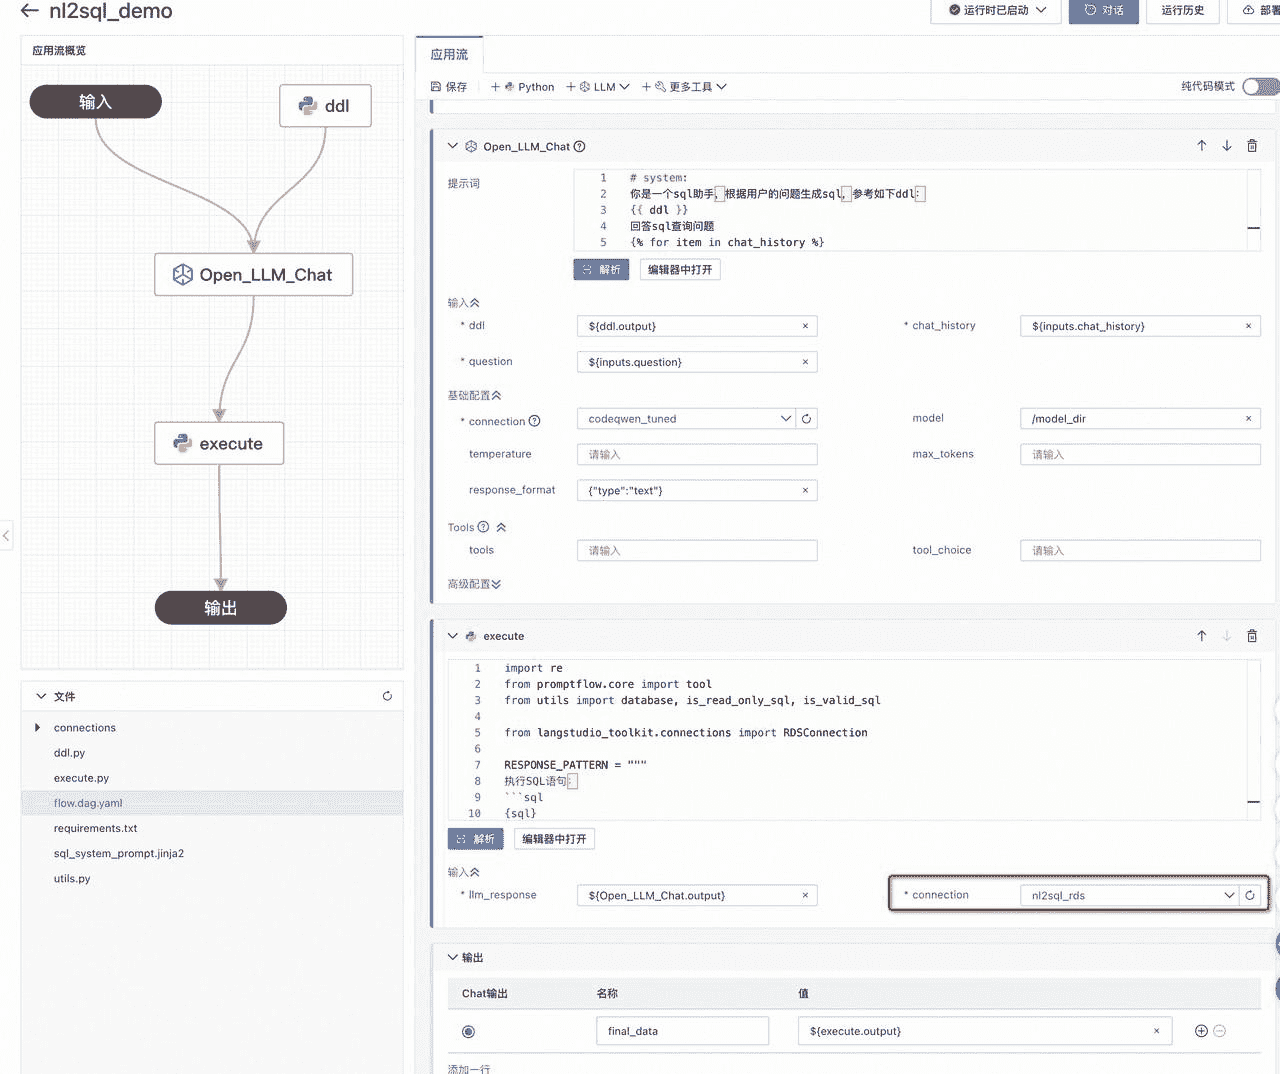 nl2sql_demo
运行时已启动
对话
运行历史
部署
应用流概览
输入
ddl
Open_LLM_Chat
execute
输出
文件
connections
ddl.py
execute.py
flow.dag.yaml
requirements.txt
sql_system_prompt.jinja2
utils.py
应用流
保存
Python
LLM
更多工具
纯代码模式
Open_LLM_Chat
提示词
1 # system:
2 你是一个sql助手，根据用户的问题生成sql，参考如下ddl：
3 {{ ddl }}
4 回答sql查询问题
5 {% for item in chat_history %}
解析
编辑器中打开
输入
* ddl ${ddl.output}
* chat_history ${inputs.chat_history}
* question ${inputs.question}
基础配置
* connection codeqwen_tuned
model /model_dir
temperature 请输入
max_tokens 请输入
response_format {"type":"text"}
Tools
tools 请输入
tool_choice 请输入
高级配置
execute
1 import re
2 from promptflow.core import tool
3 from utils import database, is_read_only_sql, is_valid_sql
4
5 from langstudio_toolkit.connections import RDSConnection
6
7 RESPONSE_PATTERN = """
8 执行SQL语句：
9 ```sql
10 {sql}
解析
编辑器中打开
输入
* llm_response ${Open_LLM_Chat.output}
* connection nl2sql_rds
输出
Chat输出 名称 值
final_data ${execute.output}
添加一行